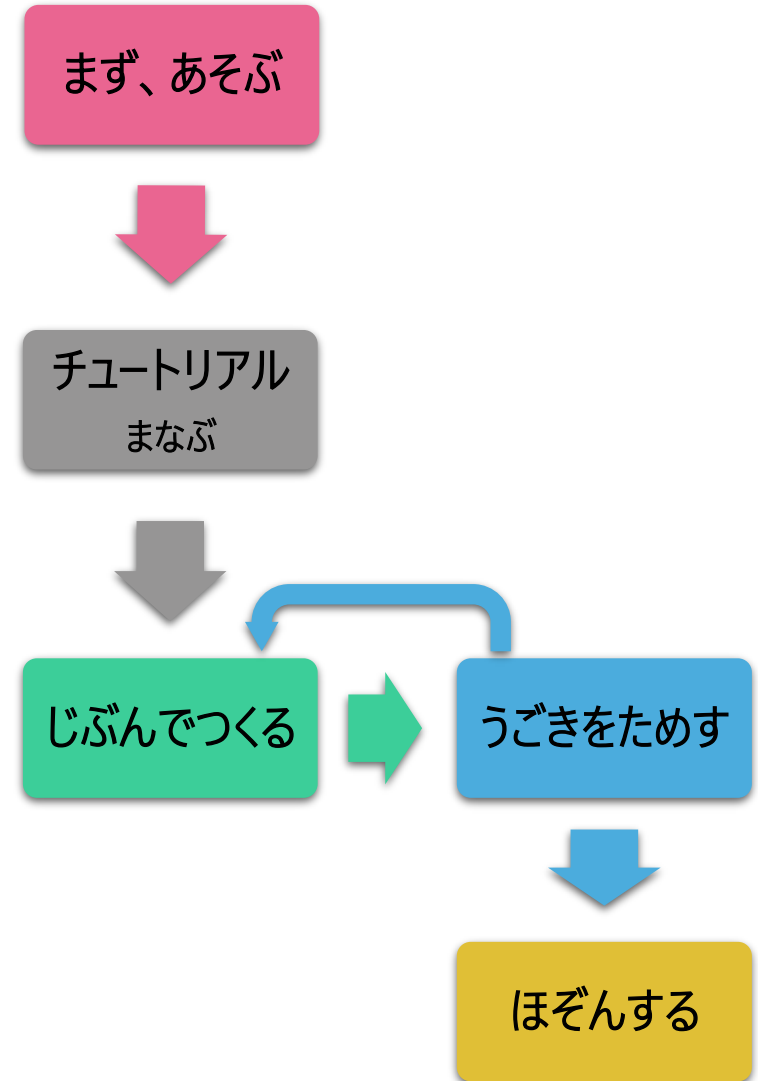 まず、あそぶ
チュートリアル
まなぶ
じぶんでつくる
うごきをためす
ほぞんする